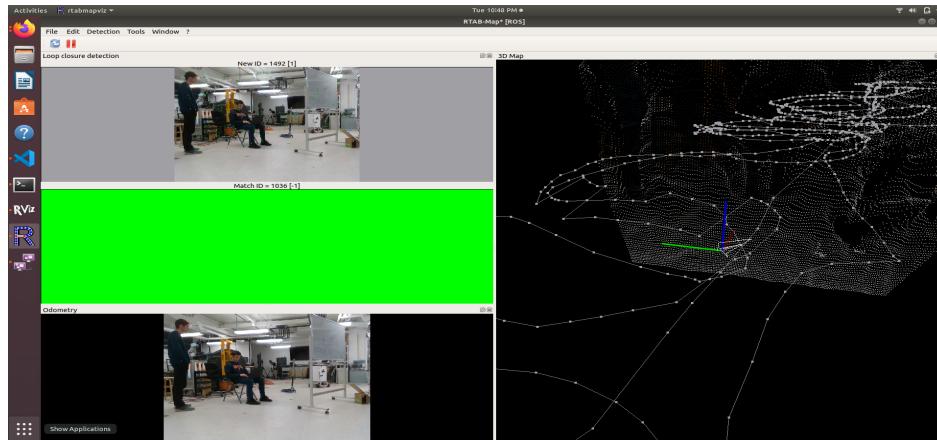 Activities
rtabmapviz
Tue 10:48 PM
RTAB-Map* [ROS]
File Edit Detection Tools Window ?
Loop closure detection
3D Map
New ID = 1492 [1]
Match ID = 1036 [-1]
RViz
R
Odometry
Show Applications